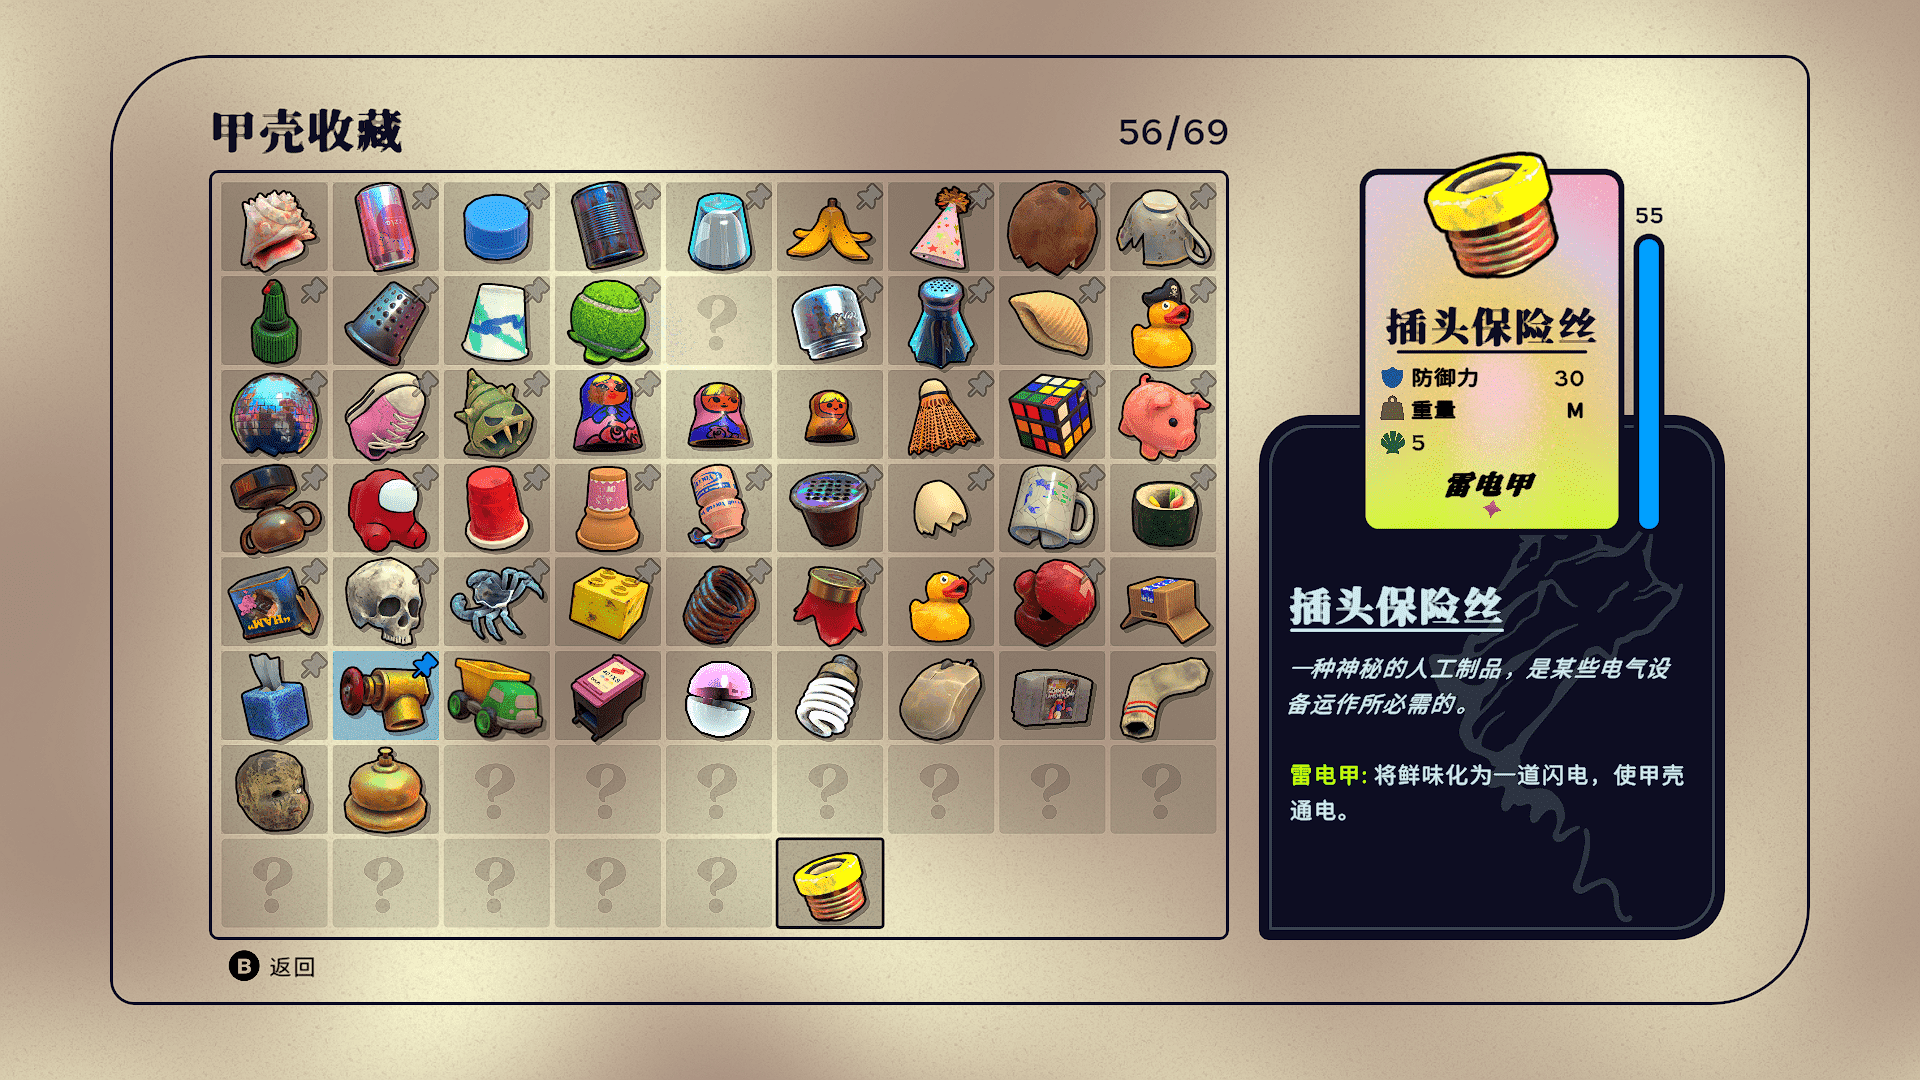 甲壳收藏
56/69
55
插头保险丝
防御力 30
重量 M
5
雷电甲
插头保险丝
一种神秘的人工制品，是某些电气设
备运作所必需的。
雷电甲: 将鲜味化为一道闪电，使甲壳
通电。
"HAM"
B 返回